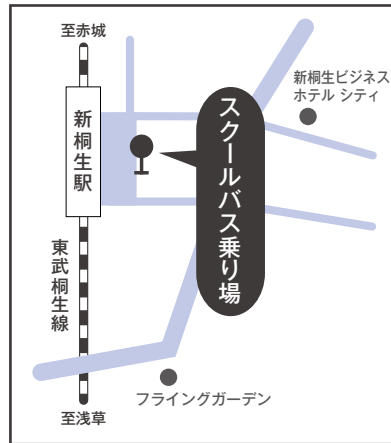 至赤城
新桐生駅
東武桐生線
至浅草
スクールバス乗り場
新桐生ビジネス
ホテル シティ
フライングガーデン